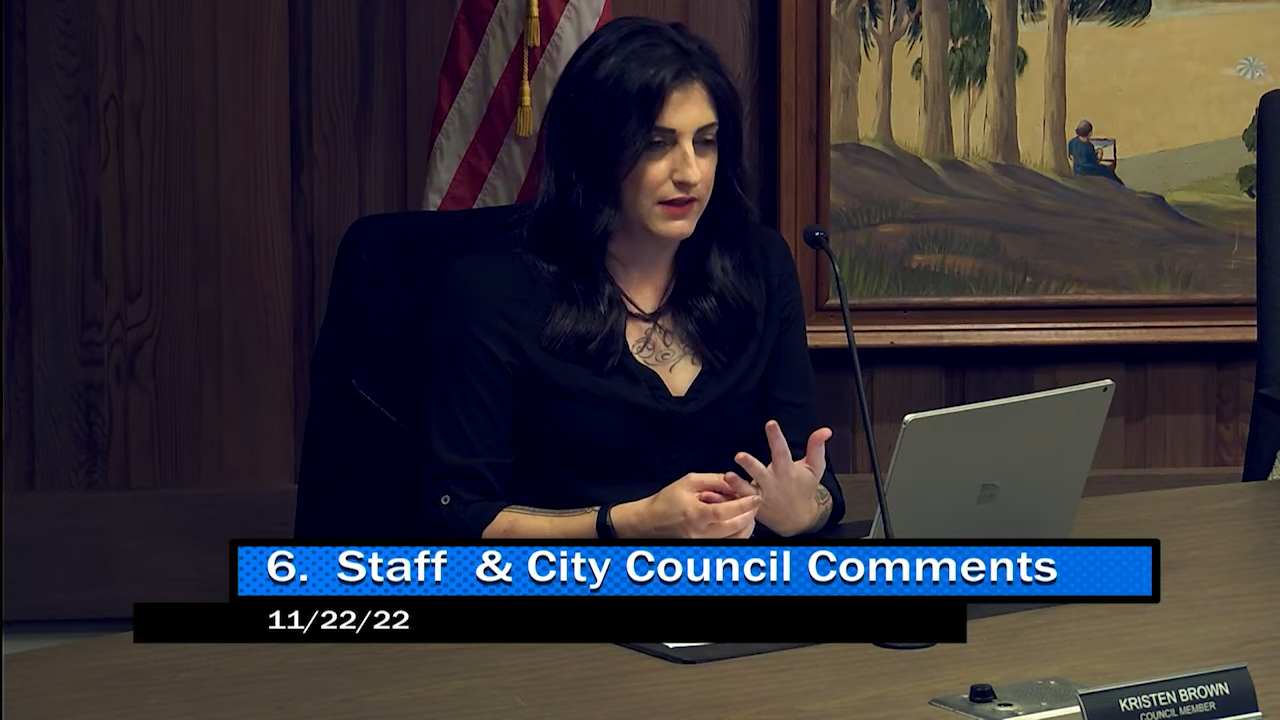 6. Staff & City Council Comments
11/22/22
KRISTEN BROWN
COUNCIL MEMBER